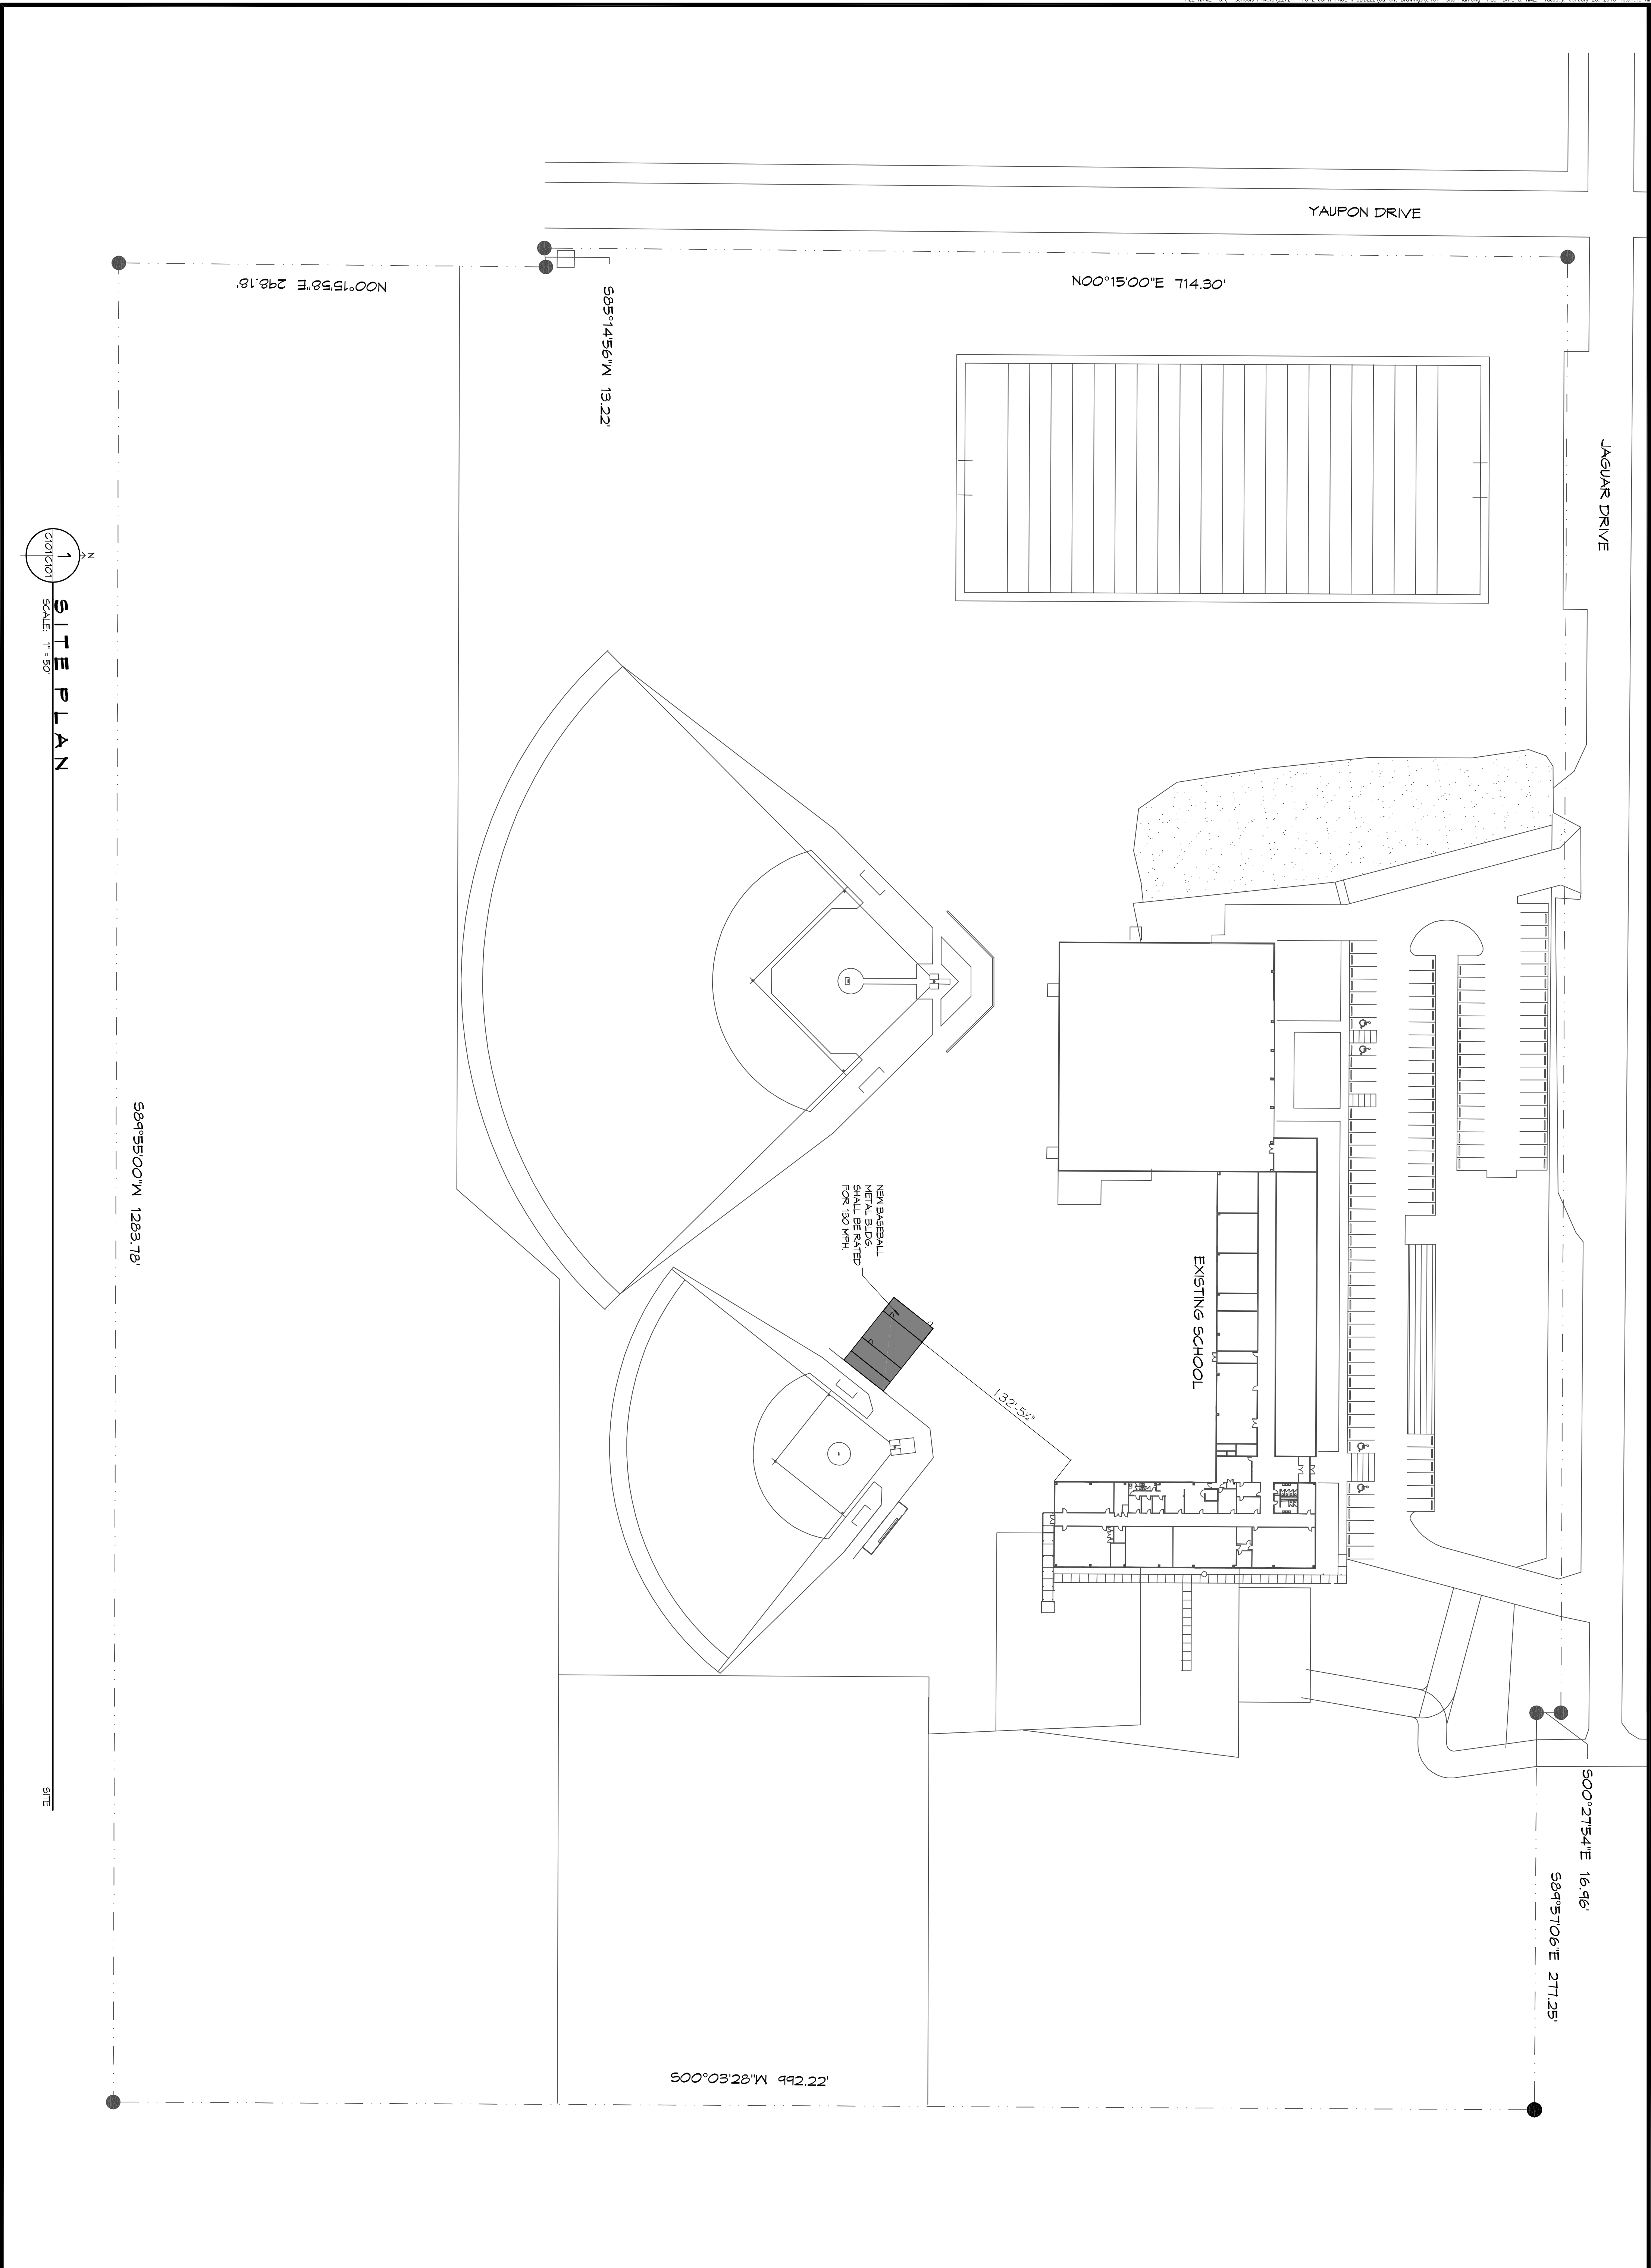 YAUPON DRIVE
JAGUAR DRIVE
N00°15'00"E 714.30'
N00°15'58"E 298.18'
S85°14'56"W 13.22'
S89°55'00"W 1283.78'
NEW BASEBALL
METAL BLDG.
SHALL BE RATED
FOR 130 MPH.
132'-5¼"
EXISTING SCHOOL
S00°27'54"E 16.96'
S89°57'06"E 277.25'
S00°03'28"W 992.22'
N
1
C101 C101
SITE PLAN
SCALE: 1" = 50'
SITE